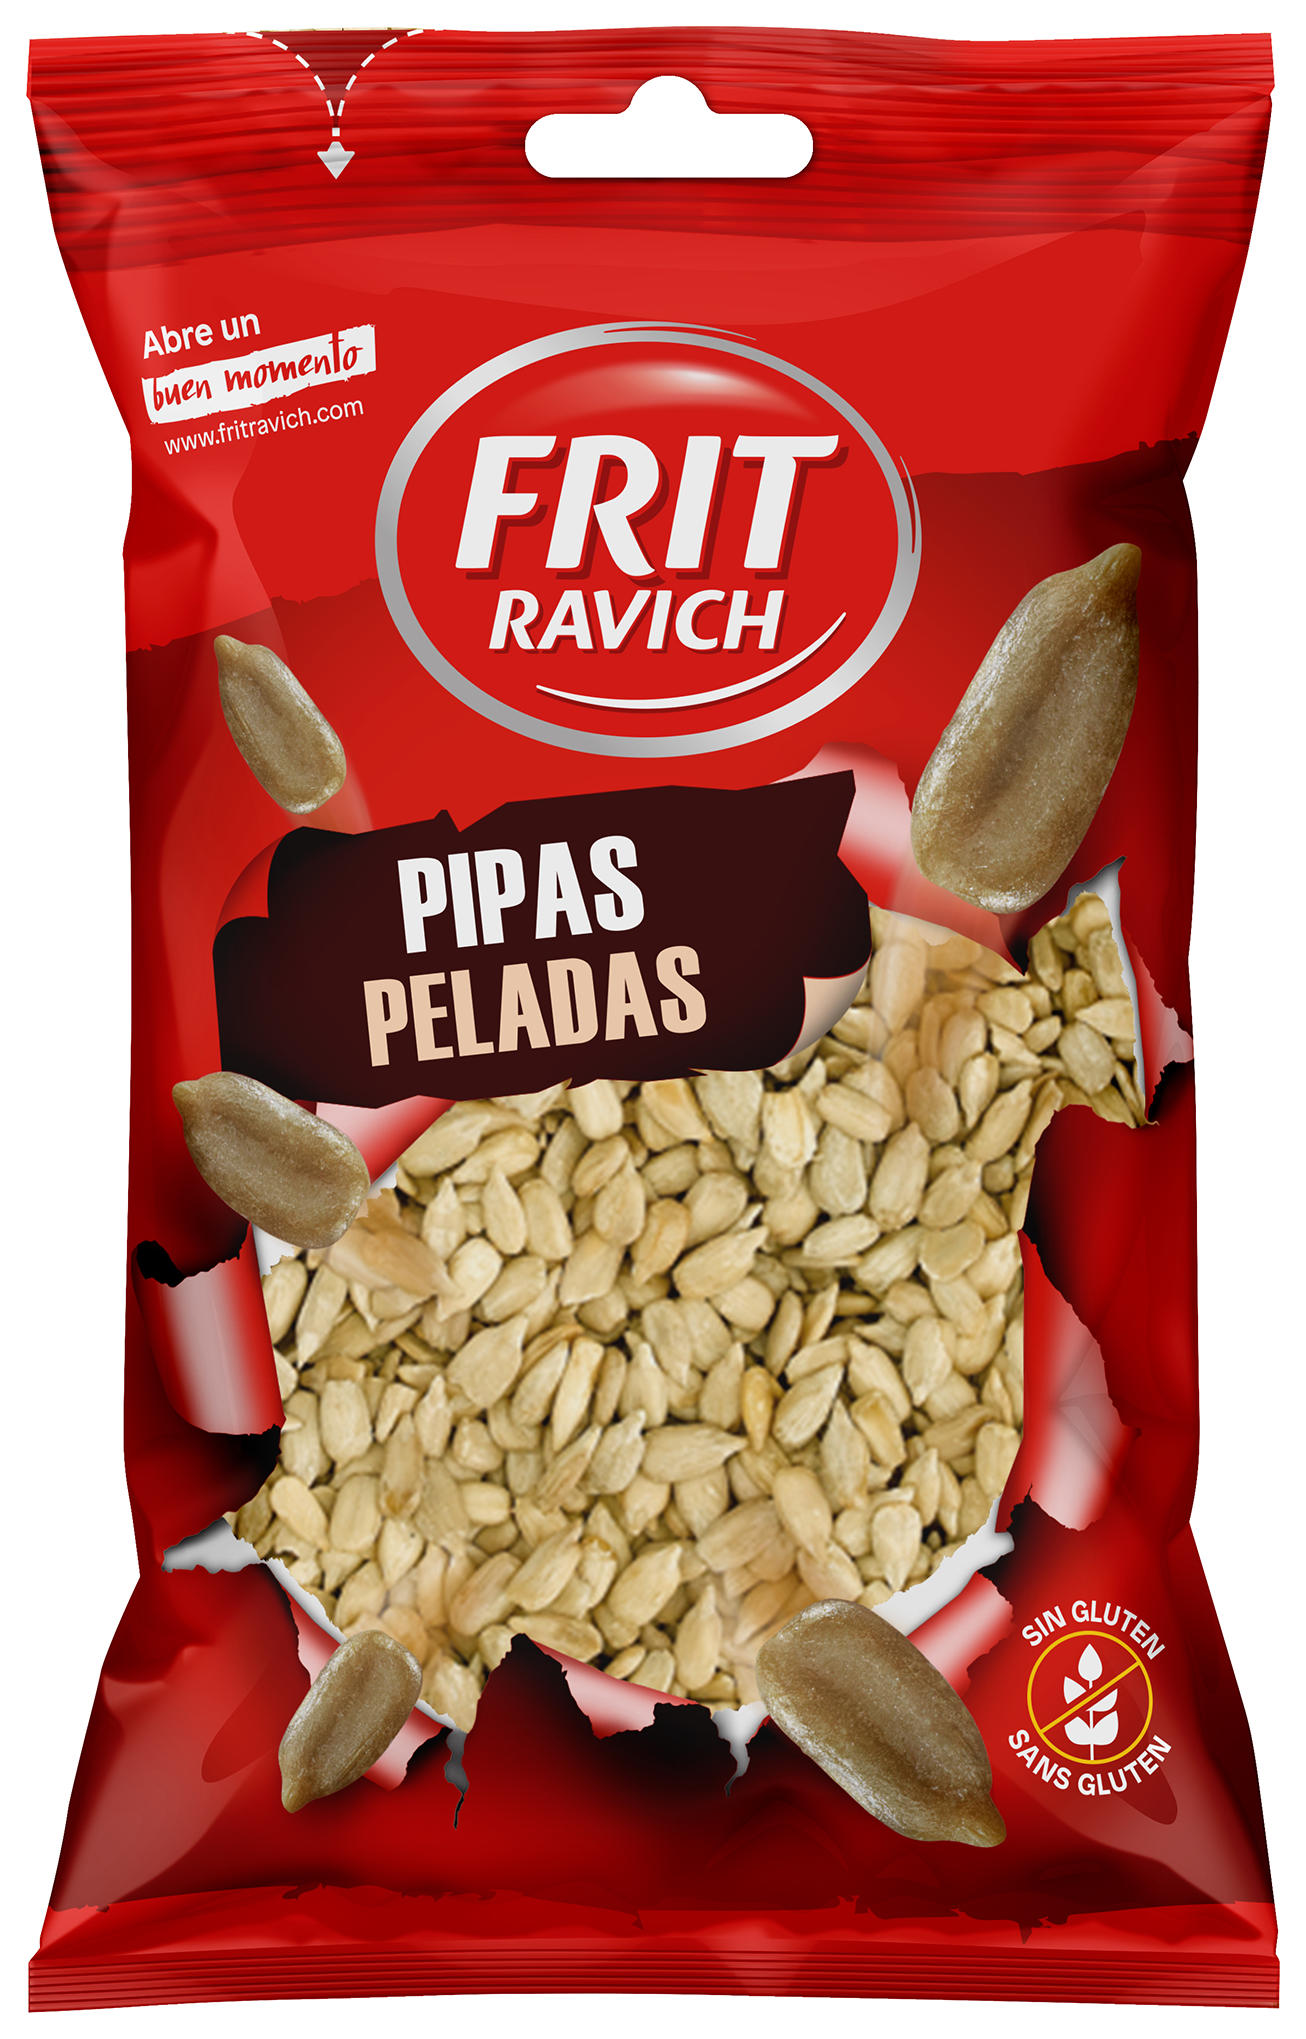 Abre un
buen momento
www.fritravich.com
FRIT
RAVICH
PIPAS
PELADAS
SIN GLUTEN
SANS GLUTEN